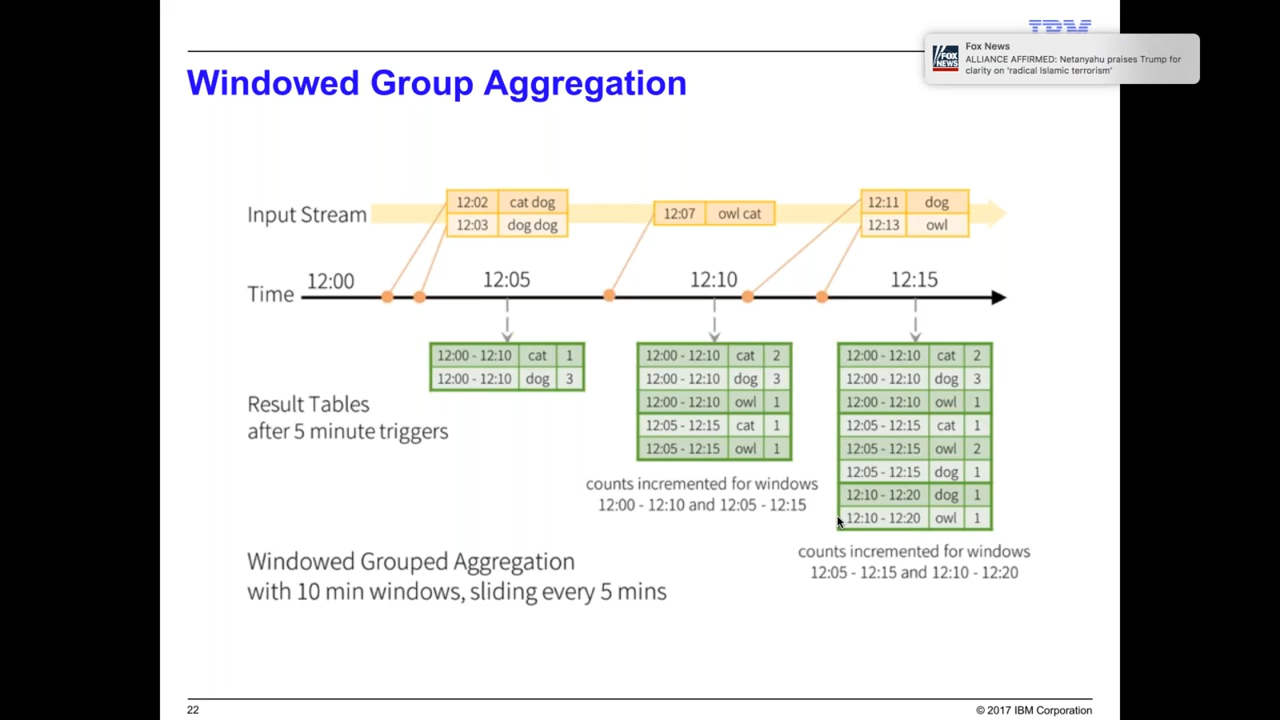 IBM
Fox News
ALLIANCE AFFIRMED: Netanyahu praises Trump for
clarity on 'radical Islamic terrorism'
FOX
NEWS
Windowed Group Aggregation
Input Stream
12:02 cat dog
12:03 dog dog
12:07 owl cat
12:11 dog
12:13 owl
Time
12:00
12:05
12:10
12:15
12:00 - 12:10 cat 1
12:00 - 12:10 dog 3
12:00 - 12:10 cat 2
12:00 - 12:10 dog 3
12:00 - 12:10 owl 1
12:05 - 12:15 cat 1
12:05 - 12:15 owl 1
12:00 - 12:10 cat 2
12:00 - 12:10 dog 3
12:00 - 12:10 owl 1
12:05 - 12:15 cat 1
12:05 - 12:15 owl 2
12:05 - 12:15 dog 1
12:10 - 12:20 dog 1
12:10 - 12:20 owl 1
Result Tables
after 5 minute triggers
counts incremented for windows
12:00 - 12:10 and 12:05 - 12:15
counts incremented for windows
12:05 - 12:15 and 12:10 - 12:20
Windowed Grouped Aggregation
with 10 min windows, sliding every 5 mins
22
© 2017 IBM Corporation